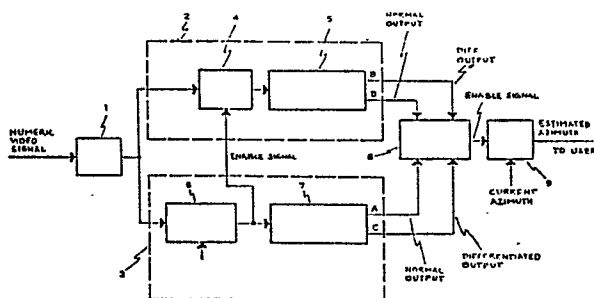 2
4
5
NORMAL
OUTPUT
DIFF
OUTPUT
B
D
ENABLE SIGNAL
1
NUMERIC
VIDEO
SIGNAL
ENABLE SIGNAL
8
ESTIMATED
AZIMUTH
TO USER
9
CURRENT
AZIMUTH
6
7
A
C
3
NORMAL
OUTPUT
DIFFERENTIATED
OUTPUT